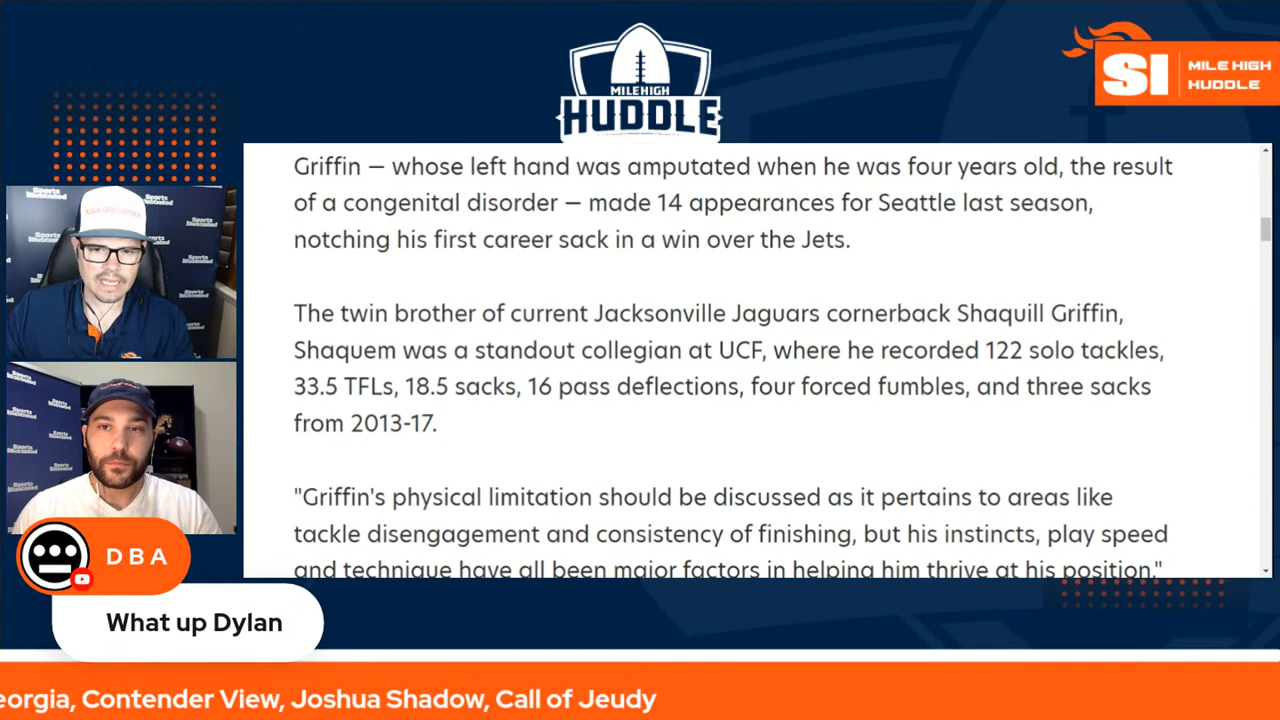 MILE HIGH
HUDDLE
SI
MILE HIGH
HUDDLE
Griffin — whose left hand was amputated when he was four years old, the result
of a congenital disorder — made 14 appearances for Seattle last season,
notching his first career sack in a win over the Jets.
The twin brother of current Jacksonville Jaguars cornerback Shaquill Griffin,
Shaquem was a standout collegian at UCF, where he recorded 122 solo tackles,
33.5 TFLs, 18.5 sacks, 16 pass deflections, four forced fumbles, and three sacks
from 2013-17.
"Griffin's physical limitation should be discussed as it pertains to areas like
tackle disengagement and consistency of finishing, but his instincts, play speed
and technique have all been major factors in helping him thrive at his position."
Sports
Illustrated
DBA
What up Dylan
eorgia, Contender View, Joshua Shadow, Call of Jeudy